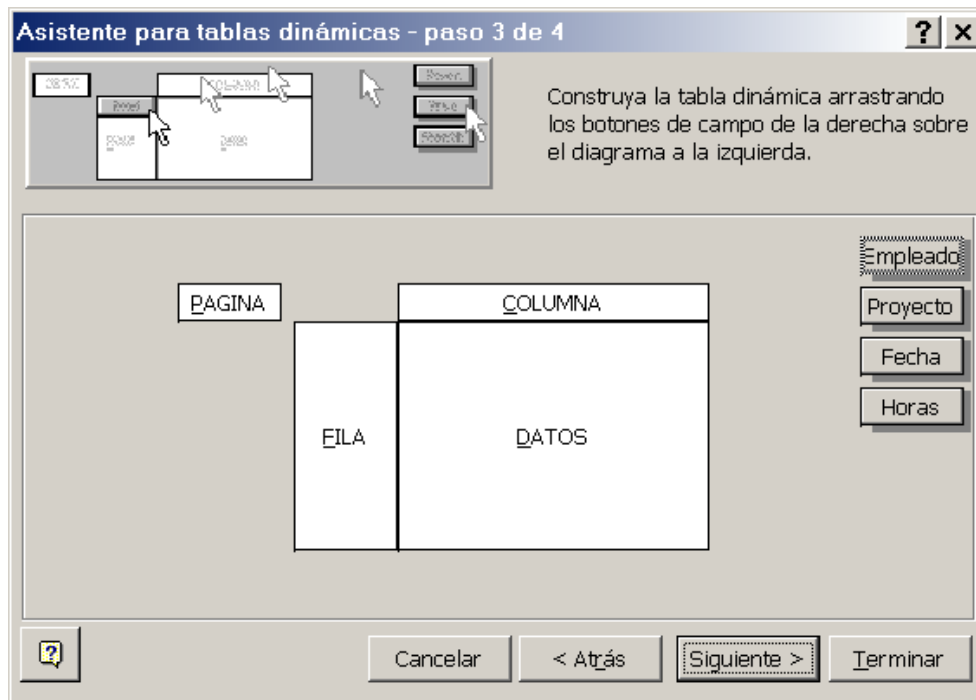 Asistente para tablas dinámicas - paso 3 de 4
Construya la tabla dinámica arrastrando
los botones de campo de la derecha sobre
el diagrama a la izquierda.
Empleado
PAGINA
COLUMNA
Proyecto
Fecha
Horas
FILA
DATOS
Cancelar
< Atrás
Siguiente >
Terminar